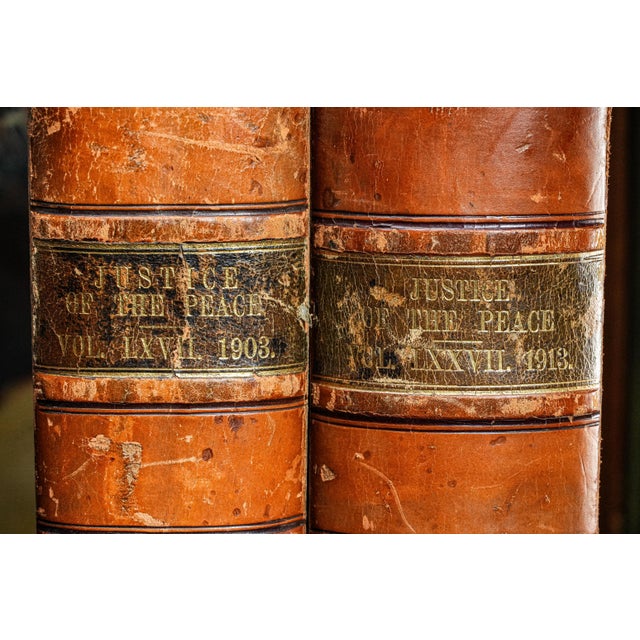 JUSTICE
OF THE PEACE
VOL. LXVII. 1903.
JUSTICE
OF THE PEACE
VOL. LXXVII. 1913.